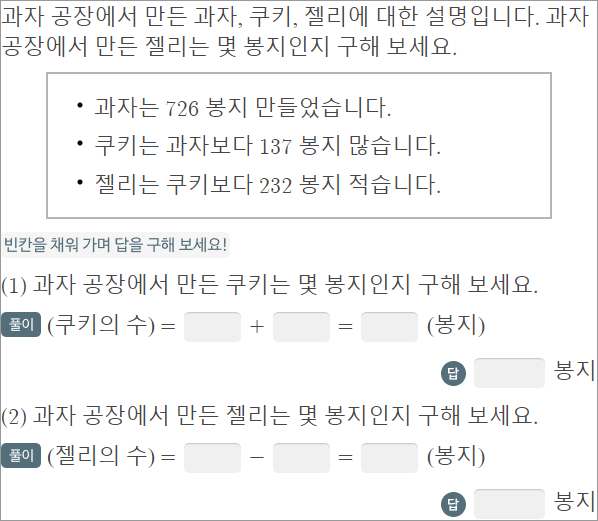 과자 공장에서 만든 과자, 쿠키, 젤리에 대한 설명입니다. 과자
공장에서 만든 젤리는 몇 봉지인지 구해 보세요.
• 과자는 726 봉지 만들었습니다.
• 쿠키는 과자보다 137 봉지 많습니다.
• 젤리는 쿠키보다 232 봉지 적습니다.
빈칸을 채워 가며 답을 구해 보세요!
(1) 과자 공장에서 만든 쿠키는 몇 봉지인지 구해 보세요.
풀이 (쿠키의 수) = + = (봉지)
답 봉지
(2) 과자 공장에서 만든 젤리는 몇 봉지인지 구해 보세요.
풀이 (젤리의 수) = − = (봉지)
답 봉지